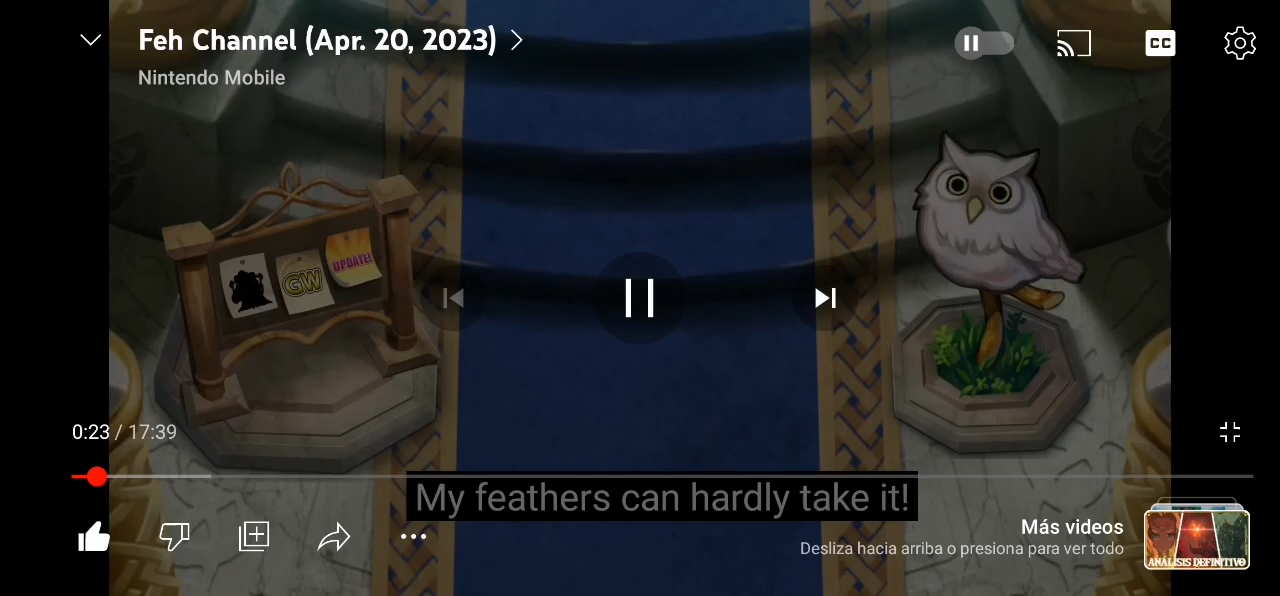 Feh Channel (Apr. 20, 2023)
Nintendo Mobile
CC
UPDATE!
GW
0:23 / 17:39
My feathers can hardly take it!
Más videos
Desliza hacia arriba o presiona para ver todo
ANÁLISIS DEFINITIVO